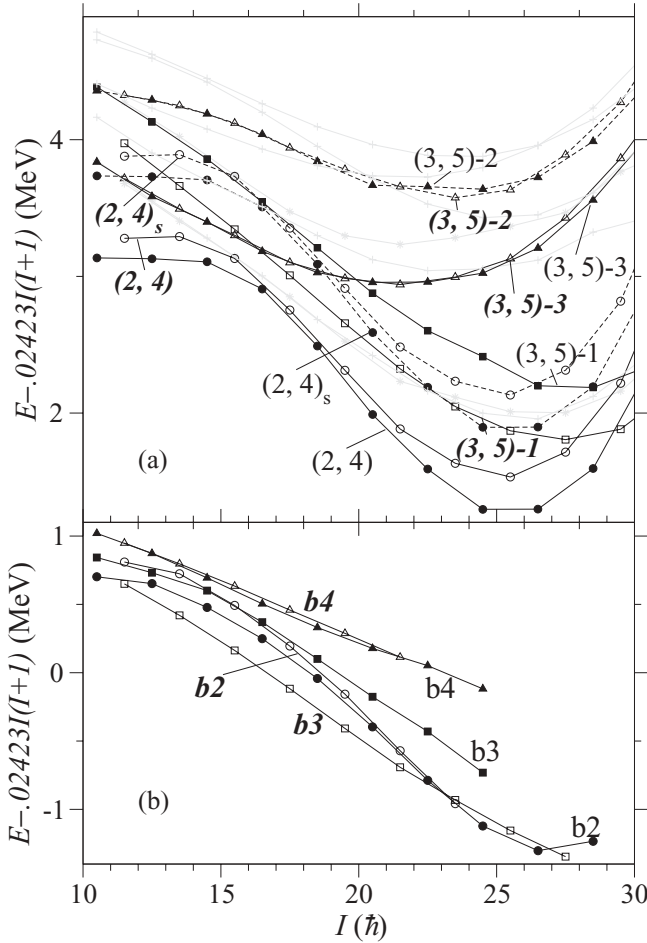 E–.02423I(I+1) (MeV)
4
2
(3, 5)-2
(3, 5)-2
(2, 4)s
(2, 4)
(3, 5)-3
(3, 5)-3
(3, 5)-1
(2, 4)s
(3, 5)-1
(2, 4)
(a)
E–.02423I(I+1) (MeV)
1
0
-1
b4
b4
b2
b3
b3
b2
(b)
10 15 20 25 30
I (ℏ)